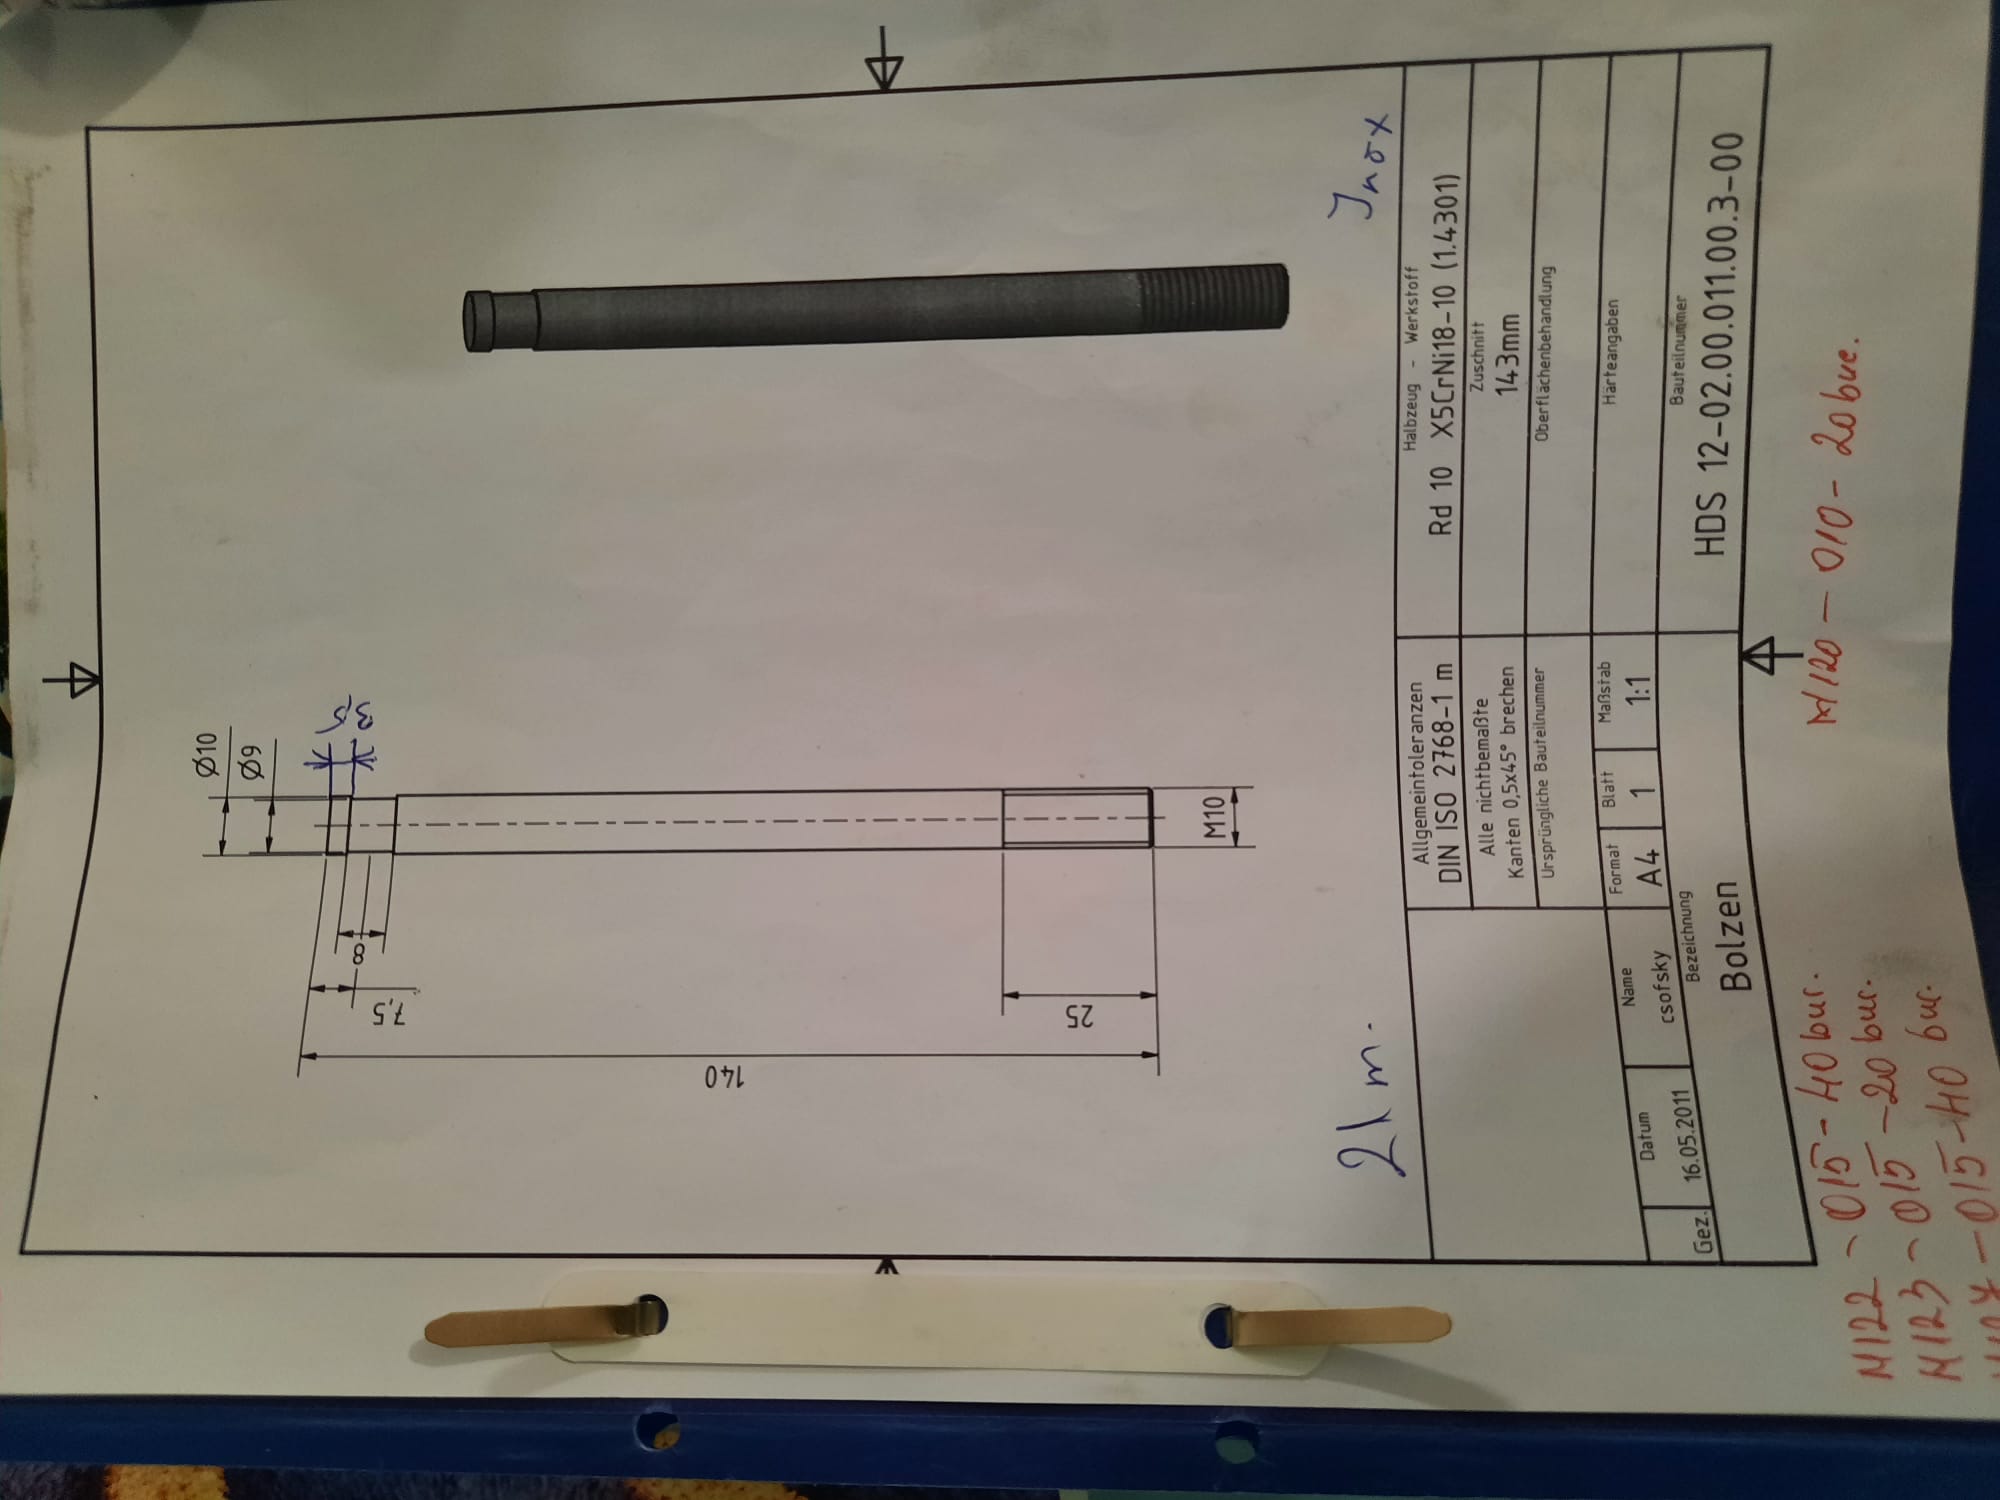 Ø10
Ø9
3,5
8
7,5
140
25
M10
21 m.
Inox
Allgemeintoleranzen
DIN ISO 2768-1 m
Halbzeug - Werkstoff
Rd 10 X5CrNi18-10 (1.4301)
Alle nichtbemaßte
Kanten 0,5x45° brechen
Zuschnitt
143mm
Ursprüngliche Bauteilnummer
Oberflächenbehandlung
Datum
Name
Format
Blatt
Maßstab
Härteangaben
Gez.
16.05.2011
csofsky
A4
1
1:1
Bezeichnung
Bolzen
Bauteilnummer
HDS 12-02.00.011.00.3-00
M120 - 010 - 20 buc.
M122 - 015 - 40 buc.
M123 - 015 - 20 buc.
- 015 - 40 buc.